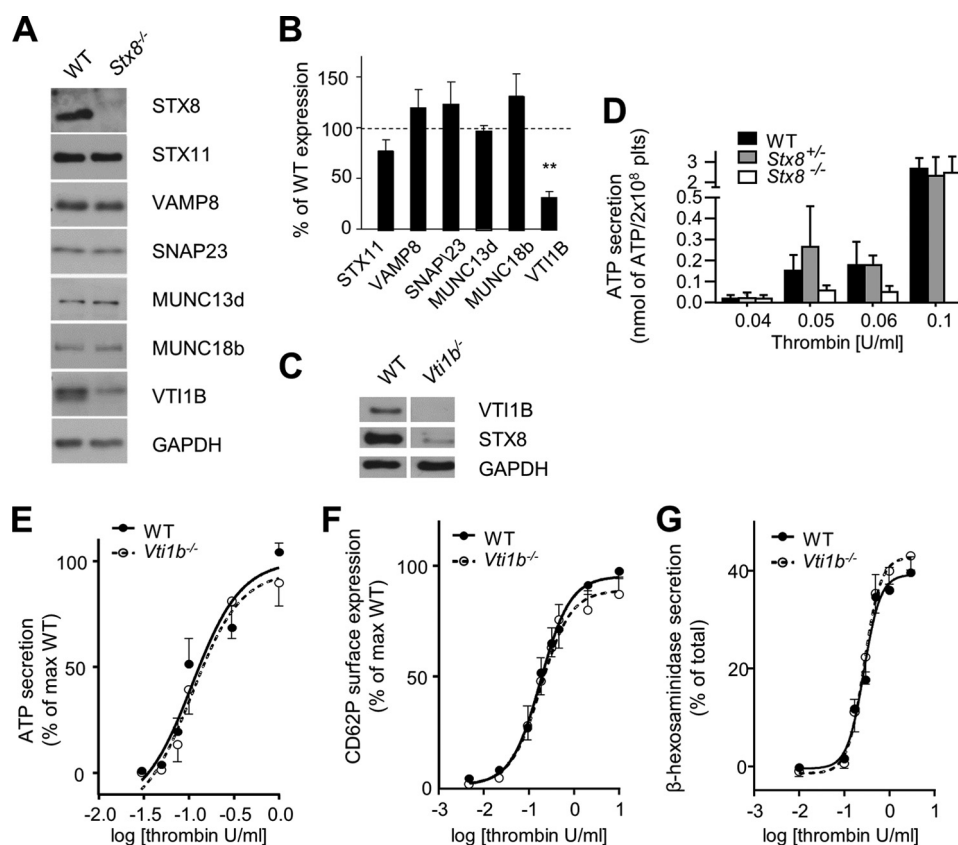 A
WT
Stx8-/-
STX8
STX11
VAMP8
SNAP23
MUNC13d
MUNC18b
VTI1B
GAPDH
B
% of WT expression
150
100
50
0
**
STX11
VAMP8
SNAP\23
MUNC13d
MUNC18b
VTI1B
C
WT
Vti1b-/-
VTI1B
STX8
GAPDH
D
WT
Stx8+/-
Stx8 -/-
ATP secretion
(nmol of ATP/2x10⁸ plts)
3
2
0.5
0.4
0.3
0.2
0.1
0.0
0.04 0.05 0.06 0.1
Thrombin [U/ml]
E
WT
Vti1b-/-
ATP secretion
(% of max WT)
100
50
0
-2.0 -1.5 -1.0 -0.5 0.0
log [thrombin U/ml]
F
WT
Vti1b-/-
CD62P surface expression
(% of max WT)
100
50
0
-3 -2 -1 0 1
log [thrombin U/ml]
G
WT
Vti1b-/-
β-hexosaminidase secretion
(% of total)
40
20
0
-3 -2 -1 0 1
log [thrombin U/ml]